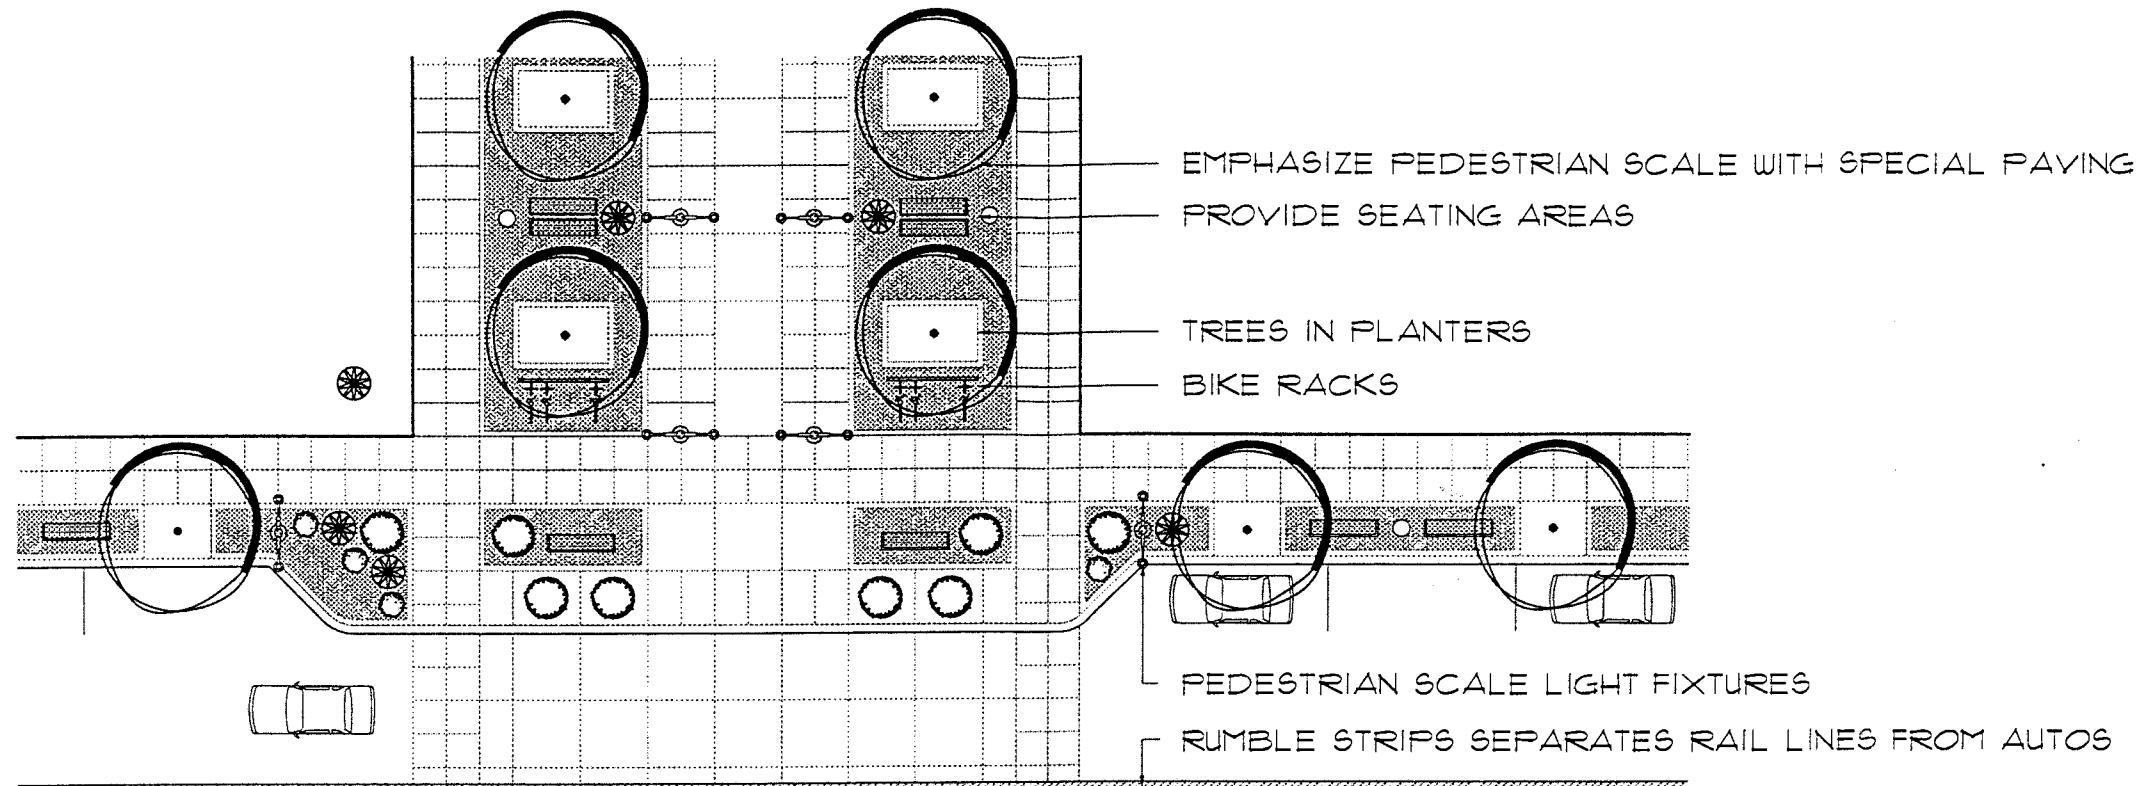 EMPHASIZE PEDESTRIAN SCALE WITH SPECIAL PAVING
PROVIDE SEATING AREAS
TREES IN PLANTERS
BIKE RACKS
PEDESTRIAN SCALE LIGHT FIXTURES
RUMBLE STRIPS SEPARATES RAIL LINES FROM AUTOS